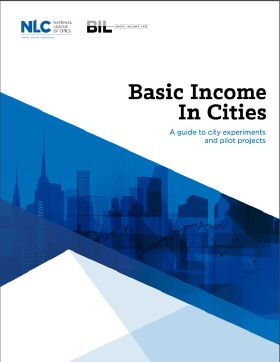 NLC NATIONAL
LEAGUE
OF CITIES
BIL BASIC INCOME LAB
Basic Income
In Cities
A guide to city experiments
and pilot projects